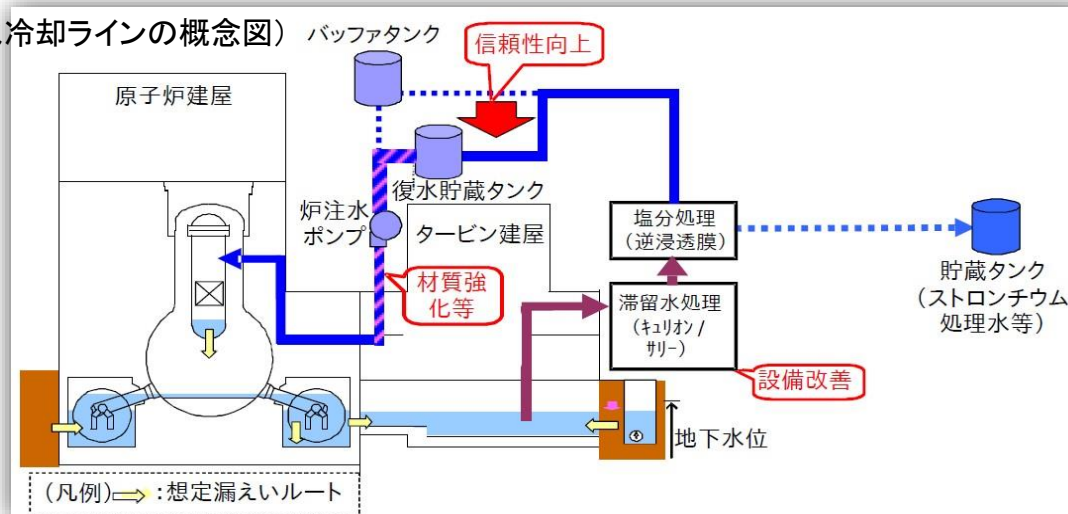 冷却ラインの概念図)
バッファタンク
信頼性向上
原子炉建屋
復水貯蔵タンク
炉注水
ポンプ
タービン建屋
塩分処理
(逆浸透膜)
貯蔵タンク
(ストロンチウム
処理水等)
材質強
化等
滞留水処理
(キュリオン/
サリー)
設備改善
地下水位
(凡例)
:想定漏えいルート